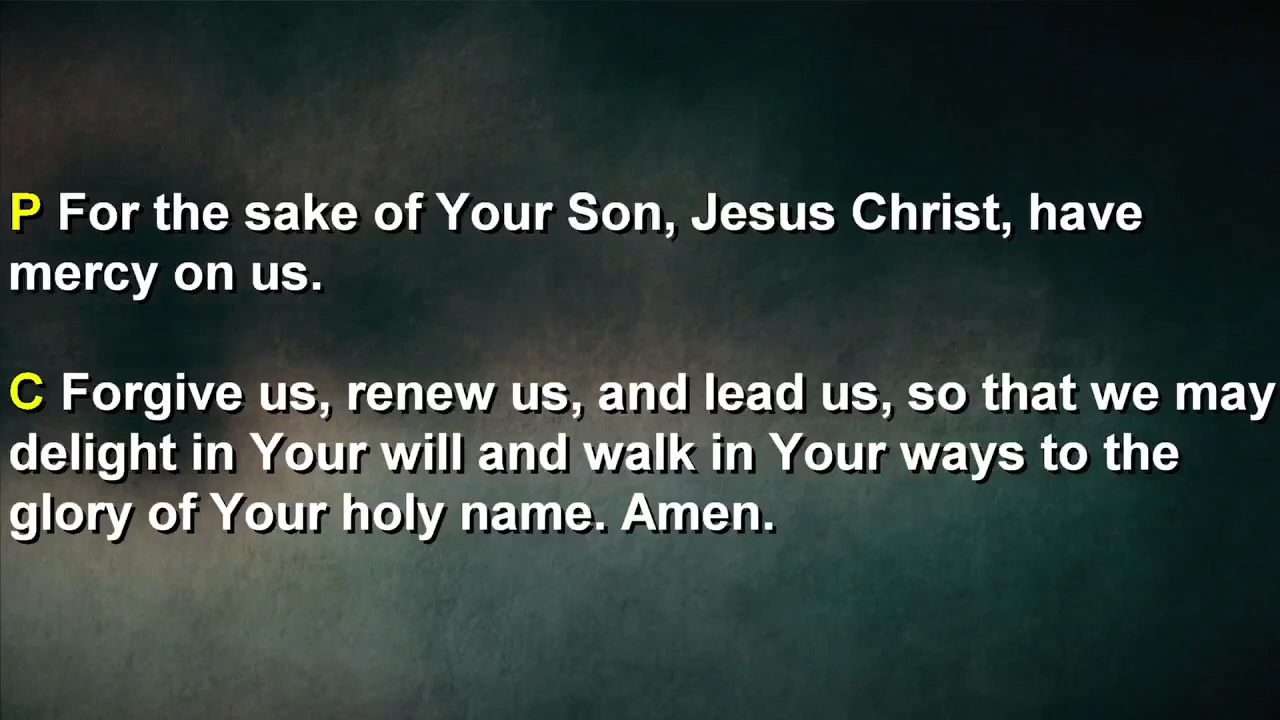 P For the sake of Your Son, Jesus Christ, have
mercy on us.
C Forgive us, renew us, and lead us, so that we may
delight in Your will and walk in Your ways to the
glory of Your holy name. Amen.